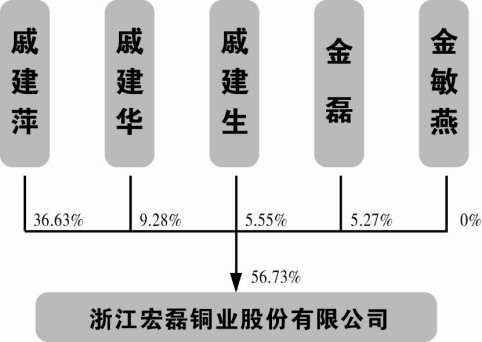 戚建萍
戚建华
戚建生
金磊
金敏燕
36.63%
9.28%
5.55%
5.27%
0%
56.73%
浙江宏磊铜业股份有限公司